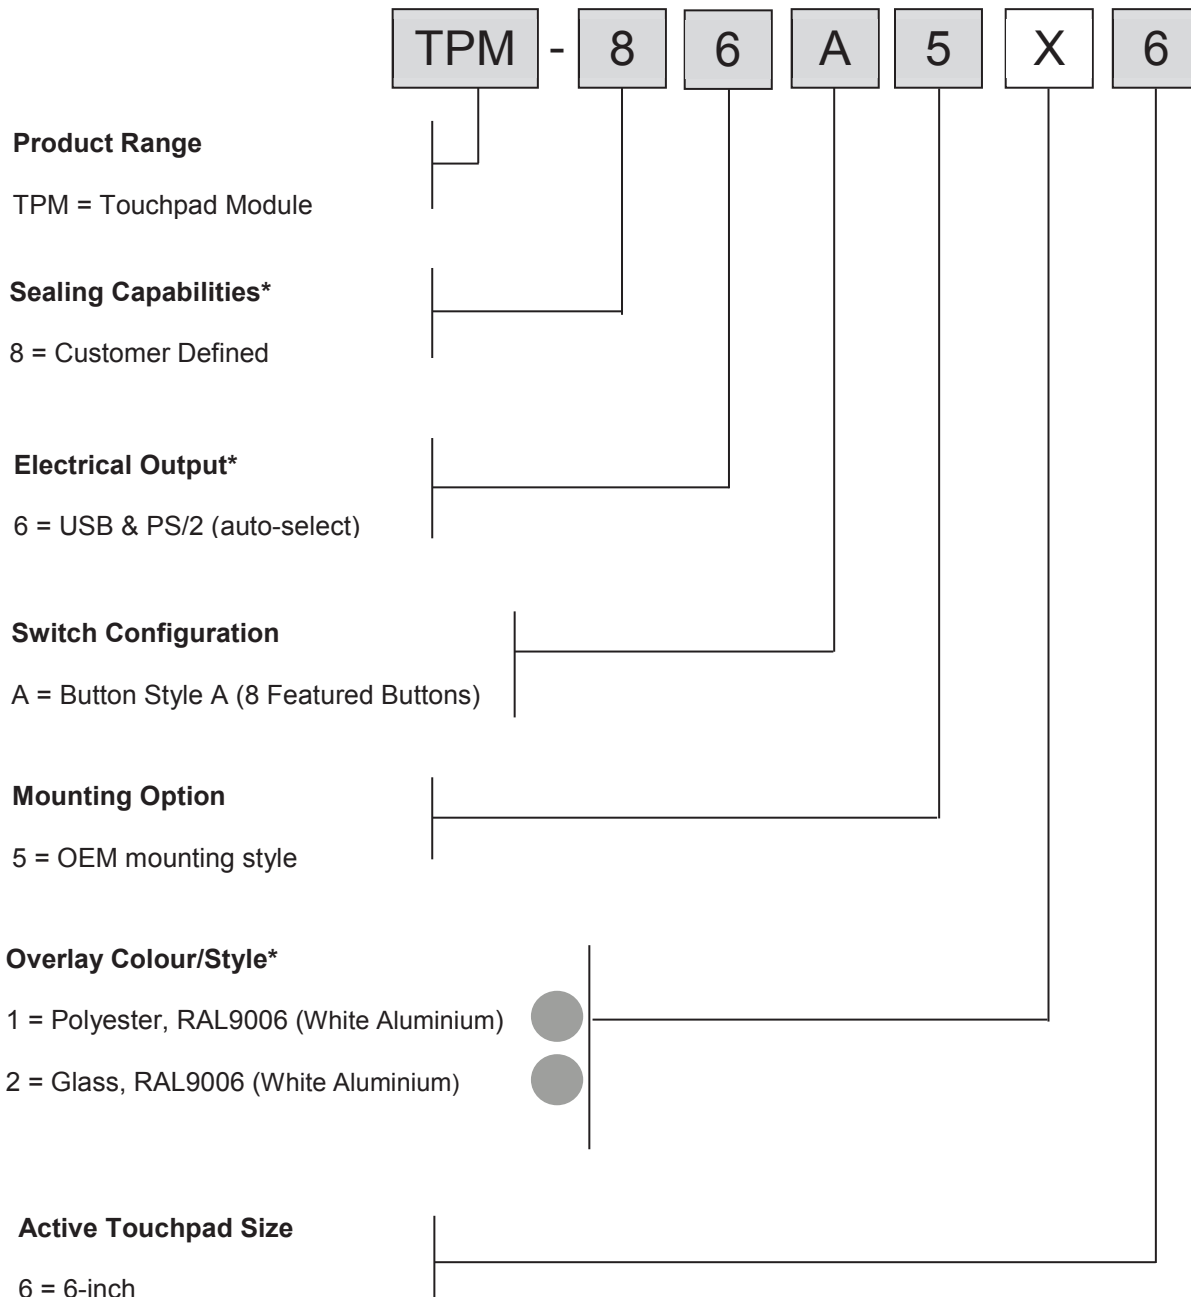 TPM - 8 6 A 5 X 6
Product Range
TPM = Touchpad Module
Sealing Capabilities*
8 = Customer Defined
Electrical Output*
6 = USB & PS/2 (auto-select)
Switch Configuration
A = Button Style A (8 Featured Buttons)
Mounting Option
5 = OEM mounting style
Overlay Colour/Style*
1 = Polyester, RAL9006 (White Aluminium)
2 = Glass, RAL9006 (White Aluminium)
Active Touchpad Size
6 = 6-inch